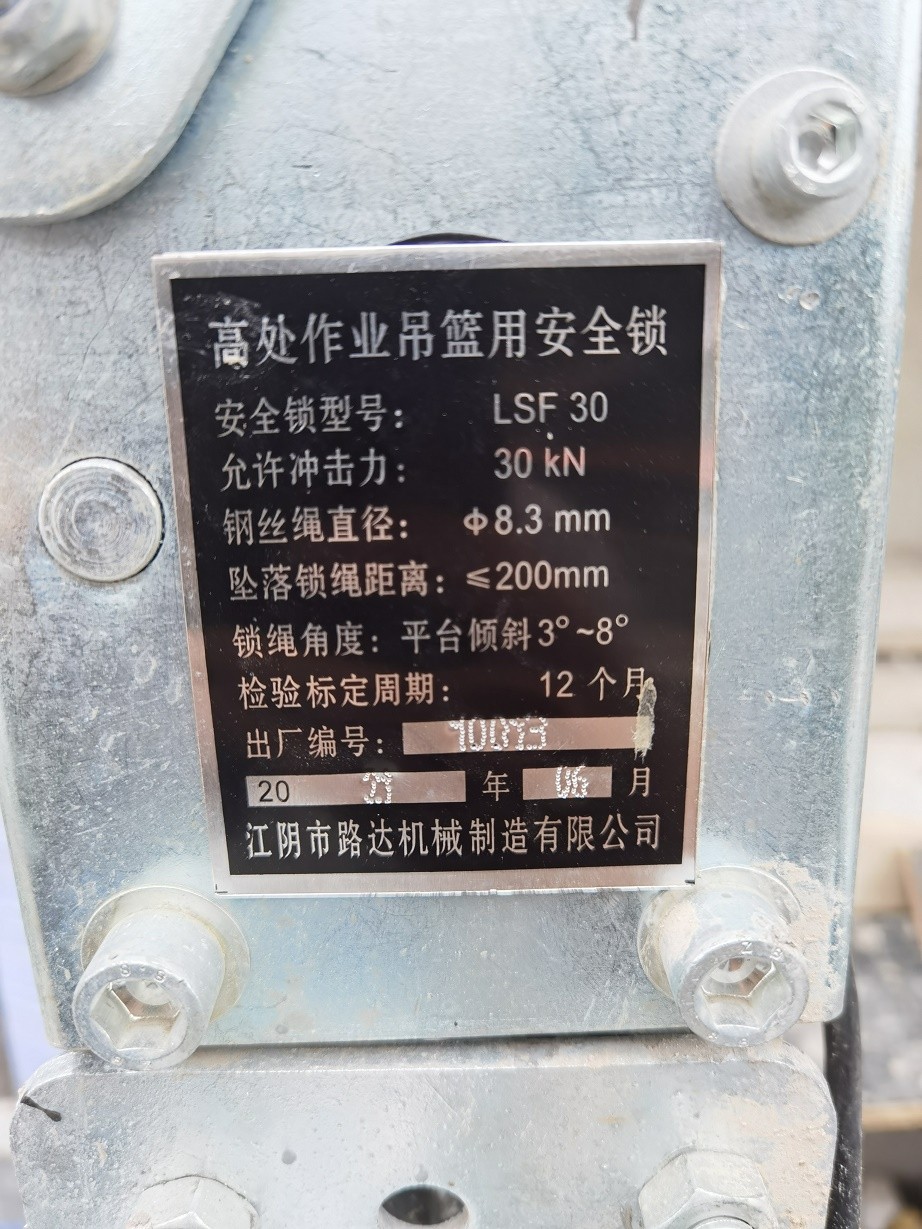 高处作业吊篮用安全锁
安全锁型号： LSF 30
允许冲击力： 30 kN
钢丝绳直径： ф8.3 mm
坠落锁绳距离：≤200mm
锁绳角度：平台倾斜3°~8°
检验标定周期： 12 个月
出厂编号：
20 21 年 06 月
江阴市路达机械制造有限公司